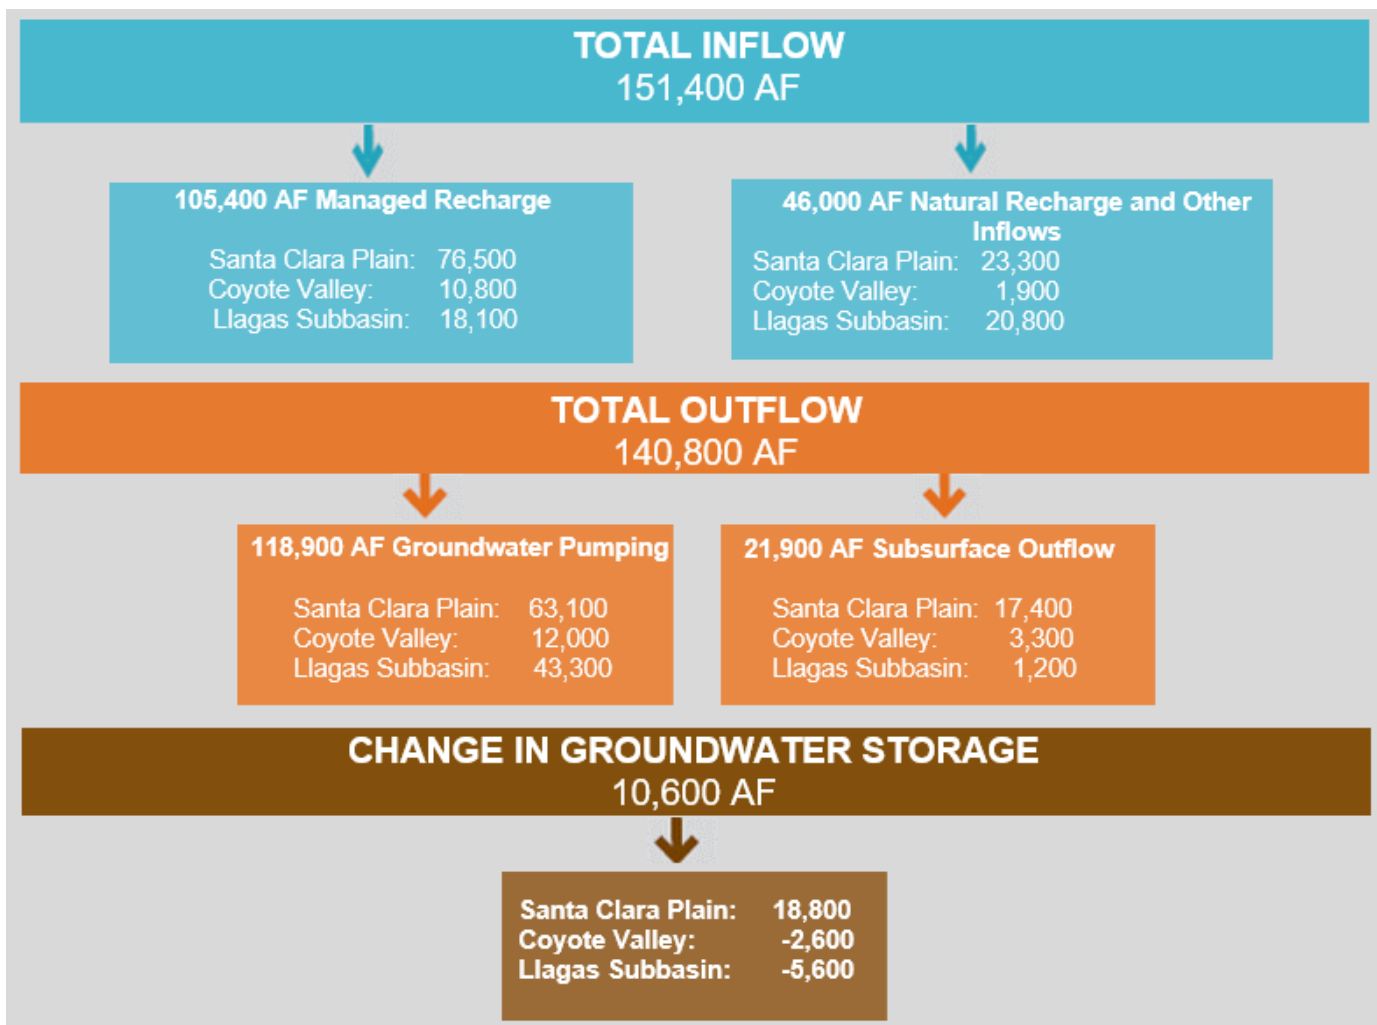 TOTAL INFLOW
151,400 AF
105,400 AF Managed Recharge
Santa Clara Plain: 76,500
Coyote Valley: 10,800
Llagas Subbasin: 18,100
46,000 AF Natural Recharge and Other
Inflows
Santa Clara Plain: 23,300
Coyote Valley: 1,900
Llagas Subbasin: 20,800
TOTAL OUTFLOW
140,800 AF
118,900 AF Groundwater Pumping
Santa Clara Plain: 63,100
Coyote Valley: 12,000
Llagas Subbasin: 43,300
21,900 AF Subsurface Outflow
Santa Clara Plain: 17,400
Coyote Valley: 3,300
Llagas Subbasin: 1,200
CHANGE IN GROUNDWATER STORAGE
10,600 AF
Santa Clara Plain: 18,800
Coyote Valley: -2,600
Llagas Subbasin: -5,600